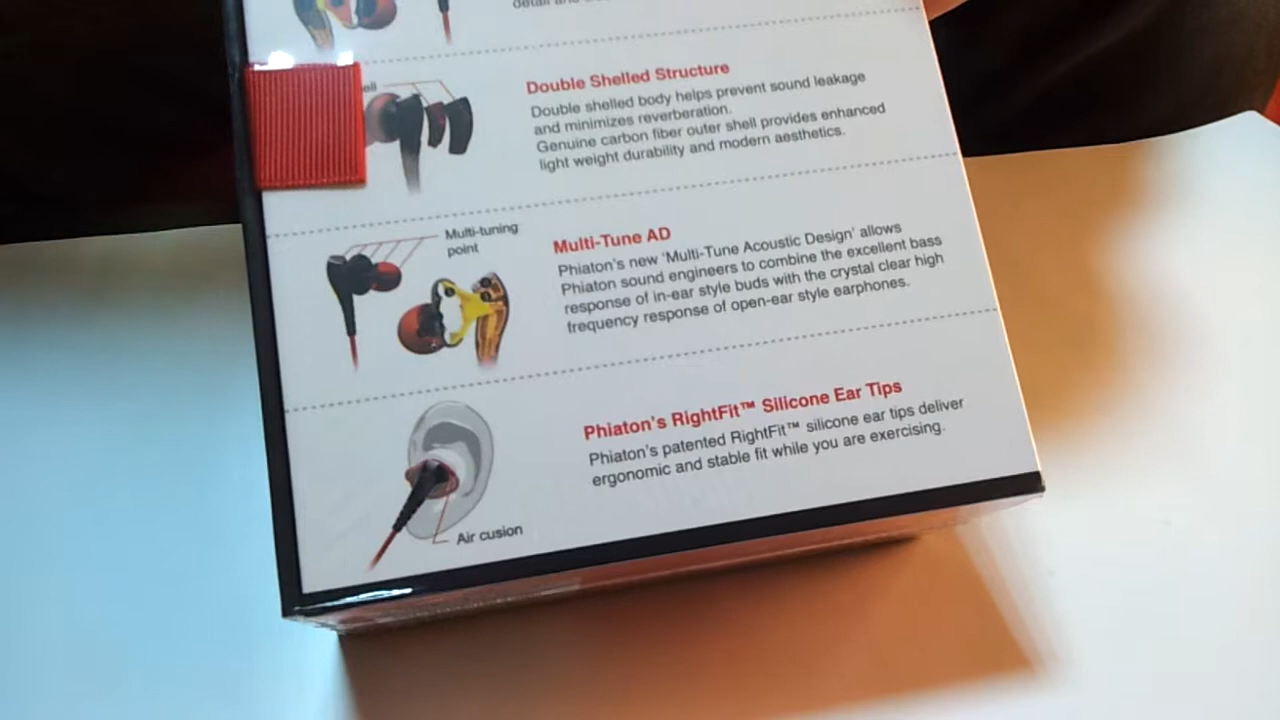 detail and
ell
Double Shelled Structure
Double shelled body helps prevent sound leakage
and minimizes reverberation.
Genuine carbon fiber outer shell provides enhanced
light weight durability and modern aesthetics.
Multi-tuning
point
Multi-Tune AD
Phiaton's new ‘Multi-Tune Acoustic Design’ allows
Phiaton sound engineers to combine the excellent bass
response of in-ear style buds with the crystal clear high
frequency response of open-ear style earphones.
Phiaton's RightFit™ Silicone Ear Tips
Phiaton's patented RightFit™ silicone ear tips deliver
ergonomic and stable fit while you are exercising.
Air cusion